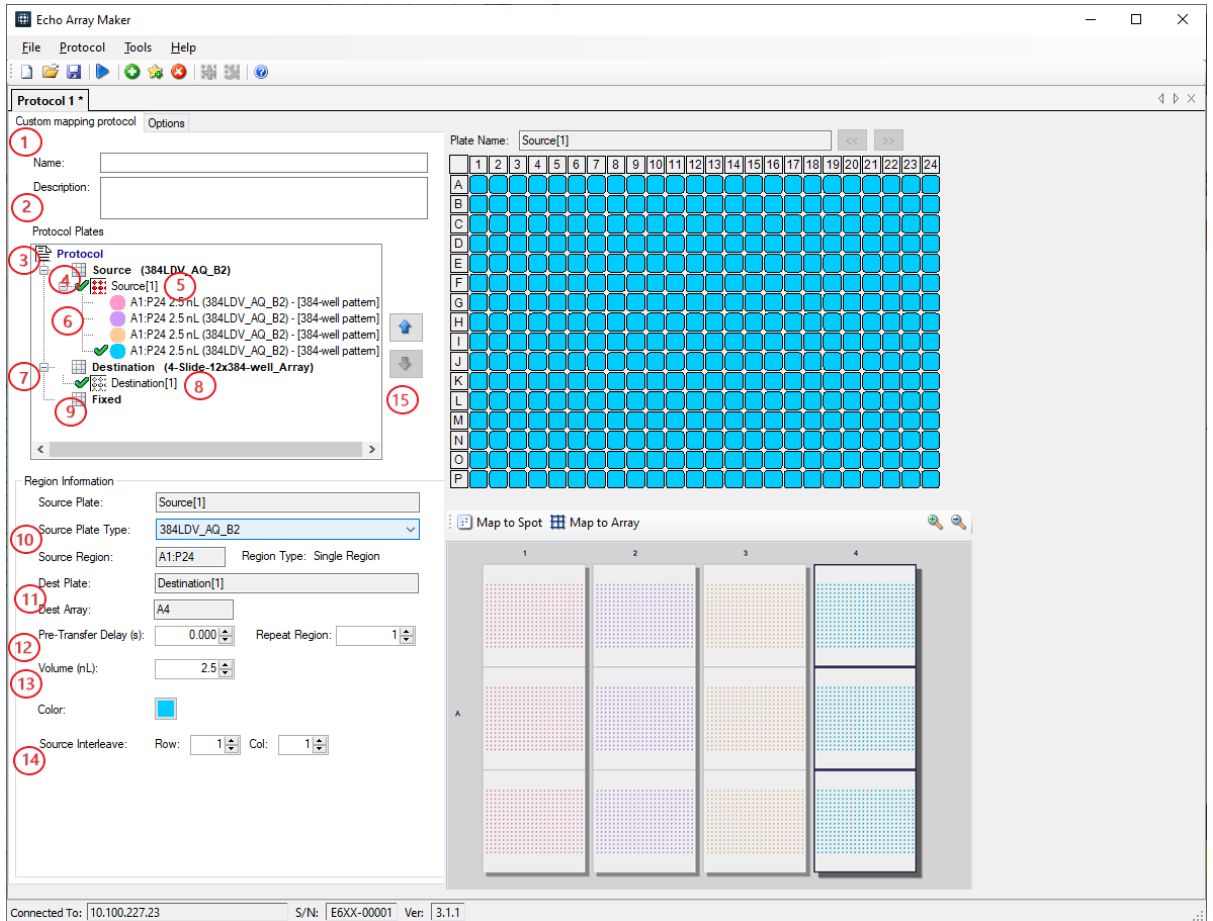 Echo Array Maker
File Protocol Tools Help
Protocol 1 *
Custom mapping protocol Options
1
Name:
Description:
2
Protocol Plates
3
Protocol
Source (384LDV_AQ_B2)
4
Source[1]
5
A1:P24 2.5 nL (384LDV_AQ_B2) - [384-well pattern]
6
A1:P24 2.5 nL (384LDV_AQ_B2) - [384-well pattern]
A1:P24 2.5 nL (384LDV_AQ_B2) - [384-well pattern]
A1:P24 2.5 nL (384LDV_AQ_B2) - [384-well pattern]
7
Destination (4-Slide-12x384-well_Array)
Destination[1]
8
9
Fixed
15
Region Information
Source Plate: Source[1]
10
Source Plate Type: 384LDV_AQ_B2
Source Region: A1:P24 Region Type: Single Region
11
Dest Plate: Destination[1]
Dest Array: A4
12
Pre-Transfer Delay (s): 0.000 Repeat Region: 1
Volume (nL): 2.5
13
Color:
14
Source Interleave: Row: 1 Col: 1
Plate Name: Source[1] << >>
1 2 3 4 5 6 7 8 9 10 11 12 13 14 15 16 17 18 19 20 21 22 23 24
A
B
C
D
E
F
G
H
I
J
K
L
M
N
O
P
Map to Spot Map to Array
1 2 3 4
A
Connected To: 10.100.227.23 S/N: E6XX-00001 Ver: 3.1.1